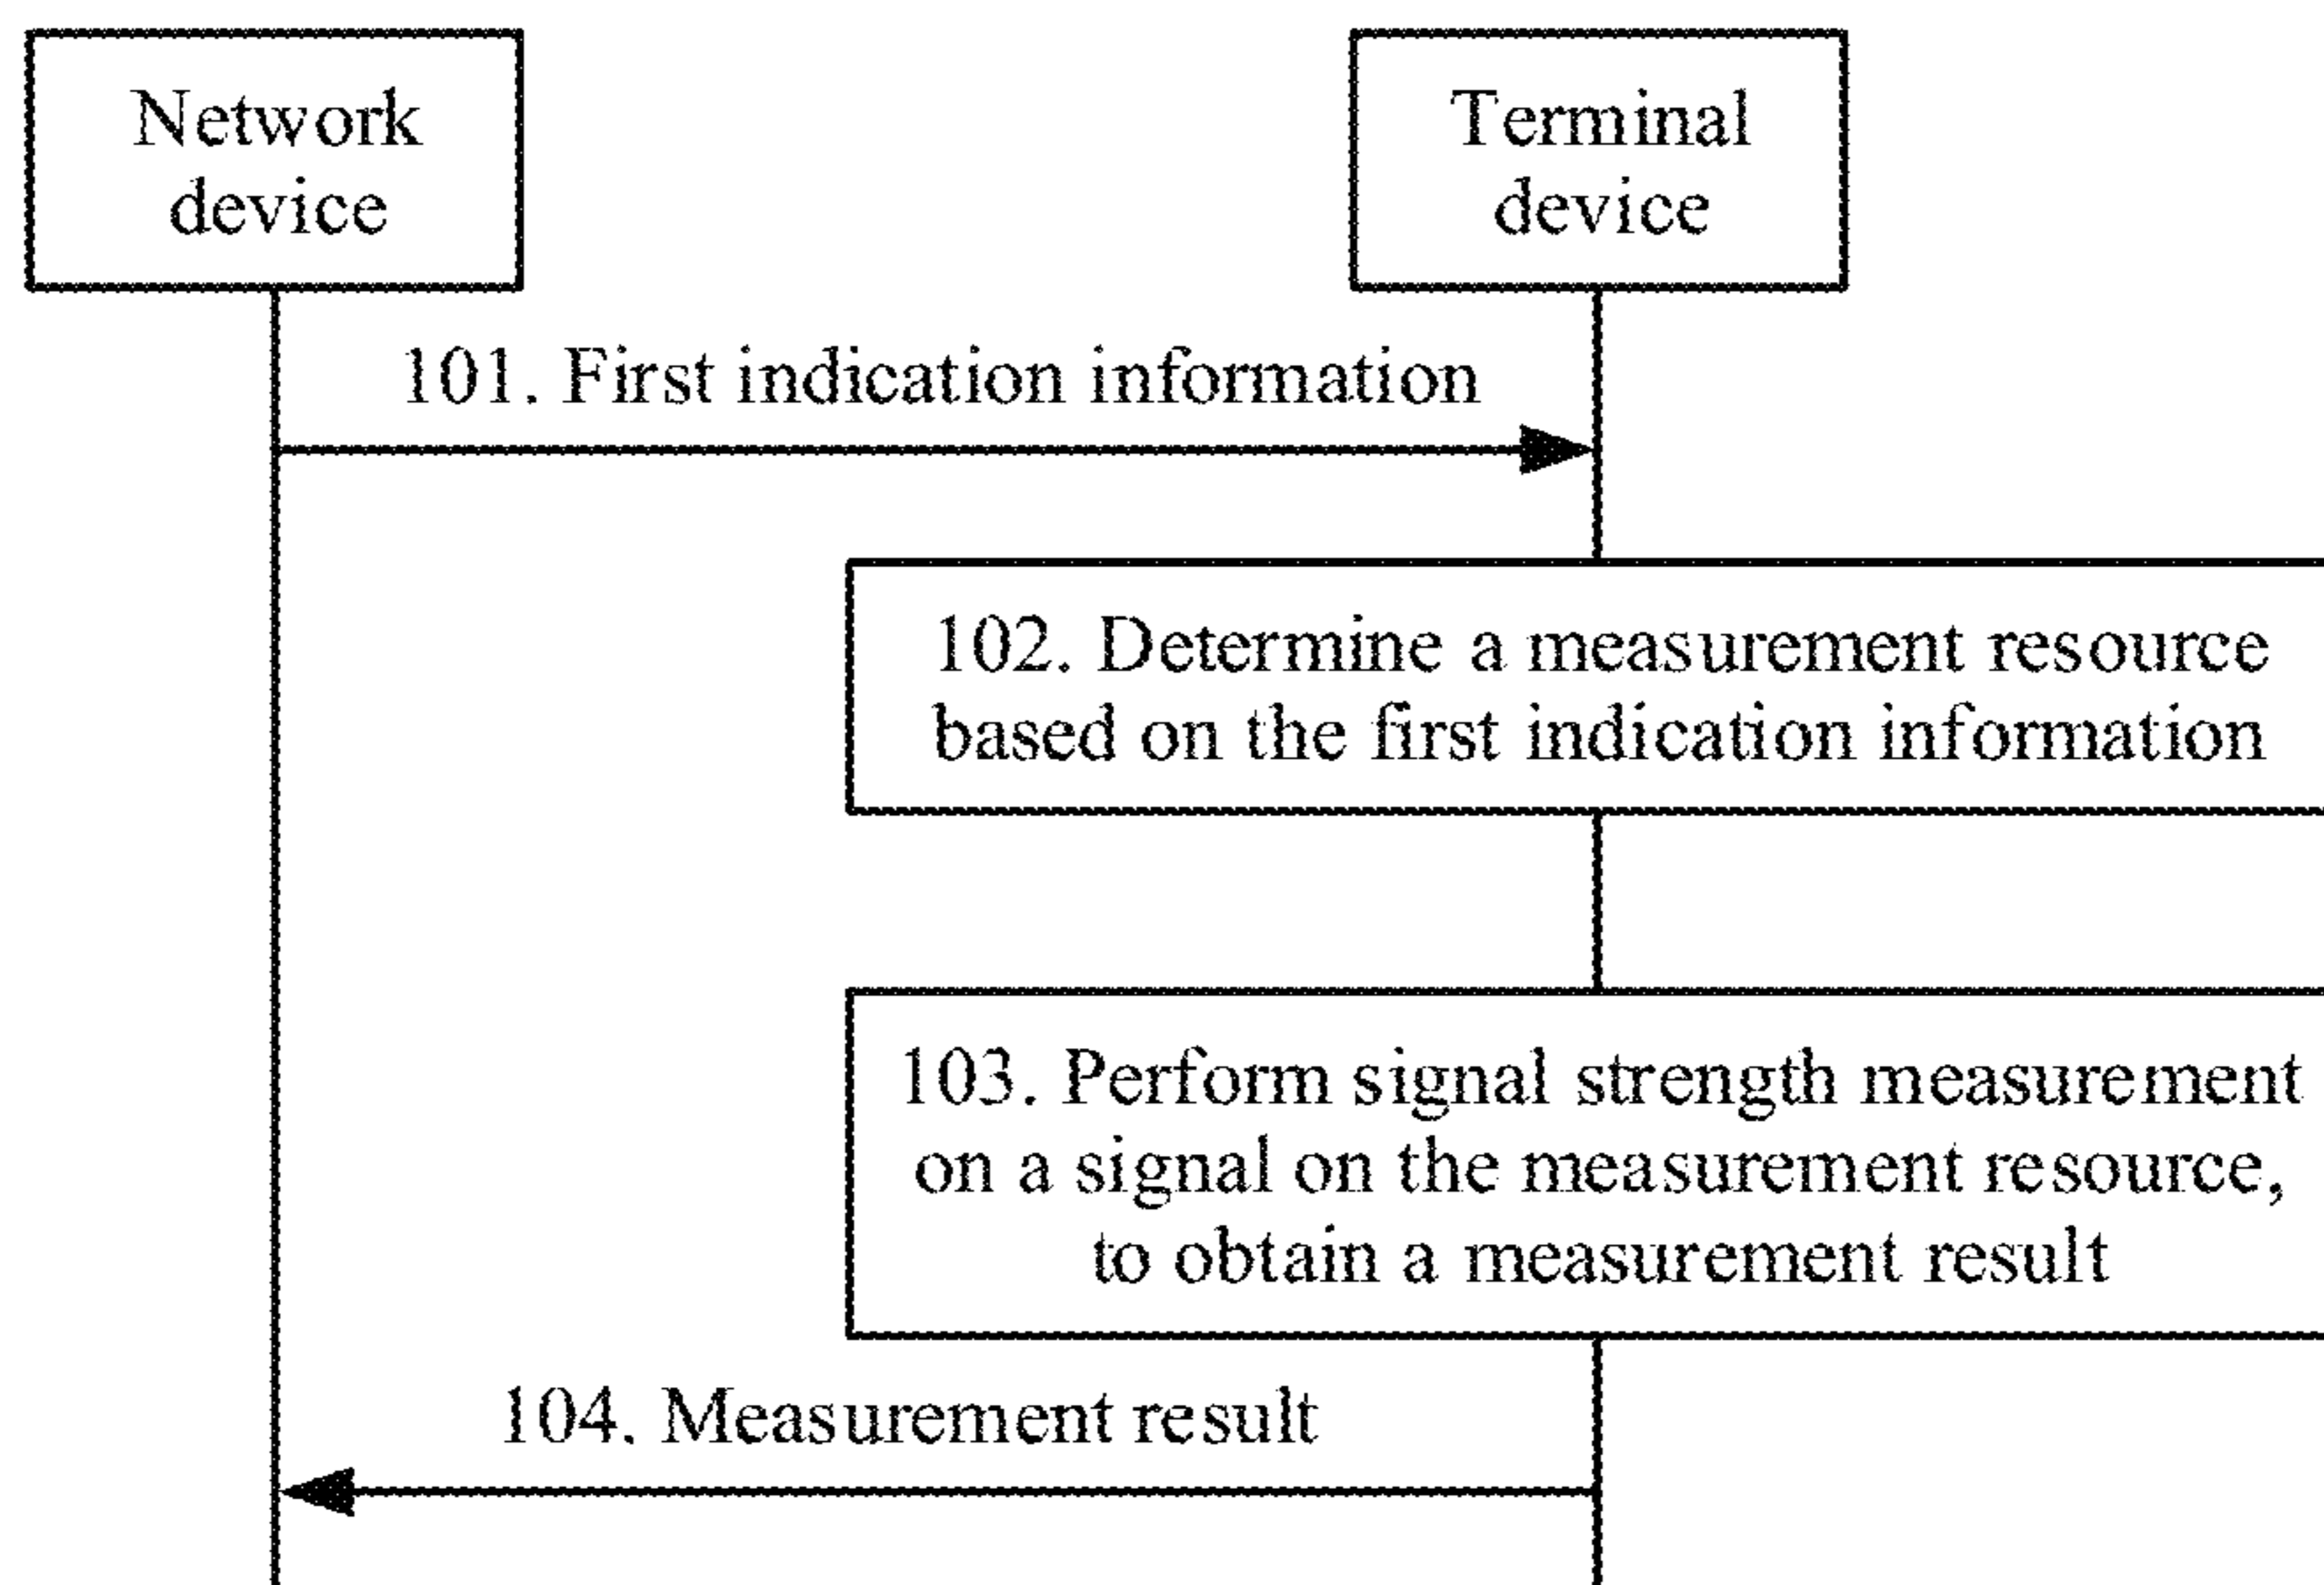 Network
device
Terminal
device
101. First indication information
102. Determine a measurement resource
based on the first indication information
103. Perform signal strength measurement
on a signal on the measurement resource,
to obtain a measurement result
104. Measurement result